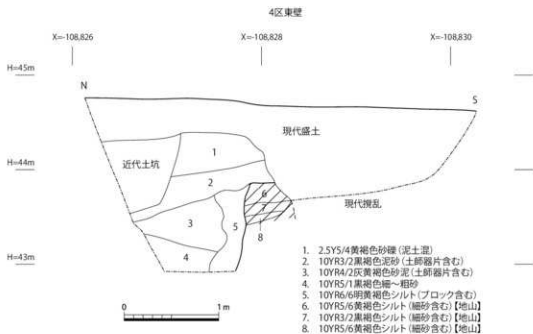 4区東壁
X=-108,826
X=-108,828
X=-108,830
H=45m
N
S
現代盛土
近代土坑
1
H=44m
2
6
7
現代撹乱
3
5
8
4
H=43m
1. 2.5Y5/4黄褐色砂礫(泥土混)
2. 10YR3/2黒褐色泥砂(土師器片含む)
3. 10YR4/2灰黄褐色砂泥(土師器片含む)
4. 10YR5/1黒褐色細~粗砂
5. 10YR6/6明黄褐色シルト(ブロック含む)
6. 10YR5/6黄褐色シルト(細砂含む)【地山】
7. 10YR3/2黒褐色シルト(細砂含む)【地山】
8. 10YR5/6黄褐色シルト(細砂含む)【地山】
0
1m